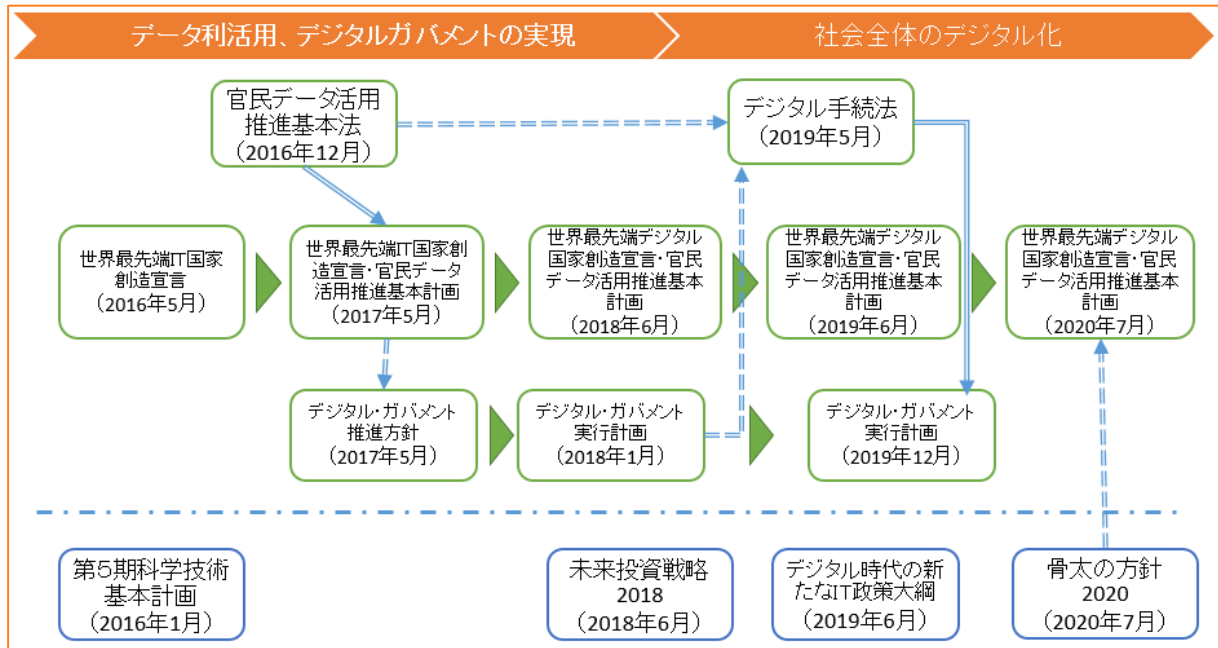 データ利活用、デジタルガバメントの実現
社会全体のデジタル化
官民データ活用
推進基本法
（2016年12月）
デジタル手続法
（2019年5月）
世界最先端IT国家
創造宣言
（2016年5月）
世界最先端IT国家創
造宣言・官民データ
活用推進基本計画
（2017年5月）
世界最先端デジタル
国家創造宣言・官民
データ活用推進基本
計画
（2018年6月）
世界最先端デジタル
国家創造宣言・官民
データ活用推進基本
計画
（2019年6月）
世界最先端デジタル
国家創造宣言・官民
データ活用推進基本
計画
（2020年7月）
デジタル・ガバメント
推進方針
（2017年5月）
デジタル・ガバメント
実行計画
（2018年1月）
デジタル・ガバメント
実行計画
（2019年12月）
第5期科学技術
基本計画
（2016年1月）
未来投資戦略
2018
（2018年6月）
デジタル時代の新
たなIT政策大綱
（2019年6月）
骨太の方針
2020
（2020年7月）